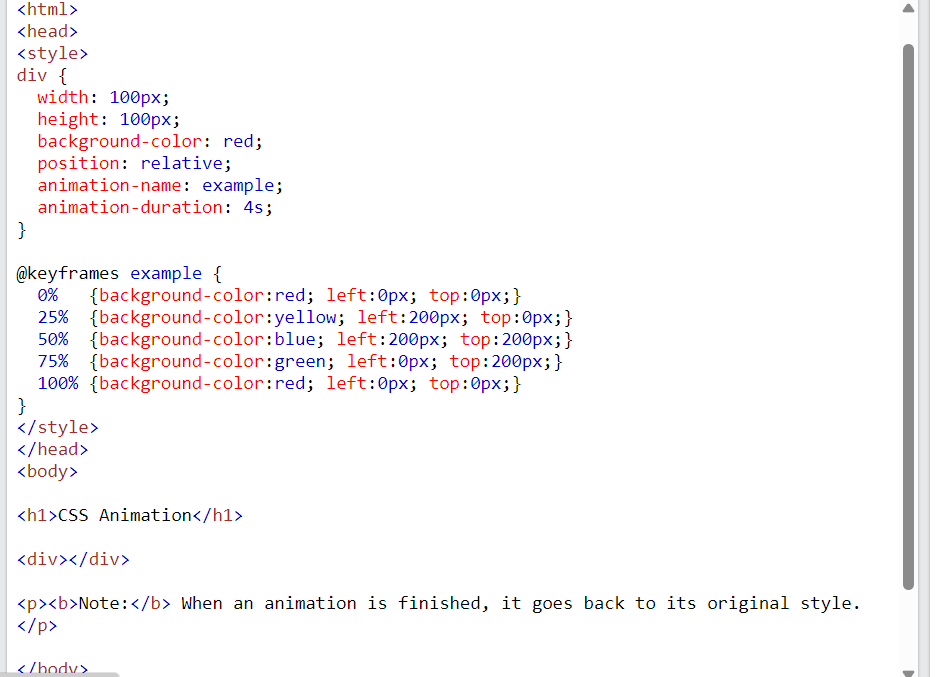 <html>
<head>
<style>
div {
  width: 100px;
  height: 100px;
  background-color: red;
  position: relative;
  animation-name: example;
  animation-duration: 4s;
}

@keyframes example {
  0%   {background-color:red; left:0px; top:0px;}
  25%  {background-color:yellow; left:200px; top:0px;}
  50%  {background-color:blue; left:200px; top:200px;}
  75%  {background-color:green; left:0px; top:200px;}
  100% {background-color:red; left:0px; top:0px;}
}
</style>
</head>
<body>

<h1>CSS Animation</h1>

<div></div>

<p><b>Note:</b> When an animation is finished, it goes back to its original style.
</p>

</body>